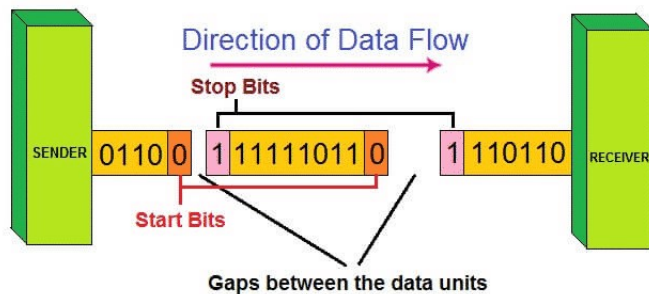 Direction of Data Flow
Stop Bits
SENDER 0110 0 1 11111011 0 1 110110 RECEIVER
Start Bits
Gaps between the data units